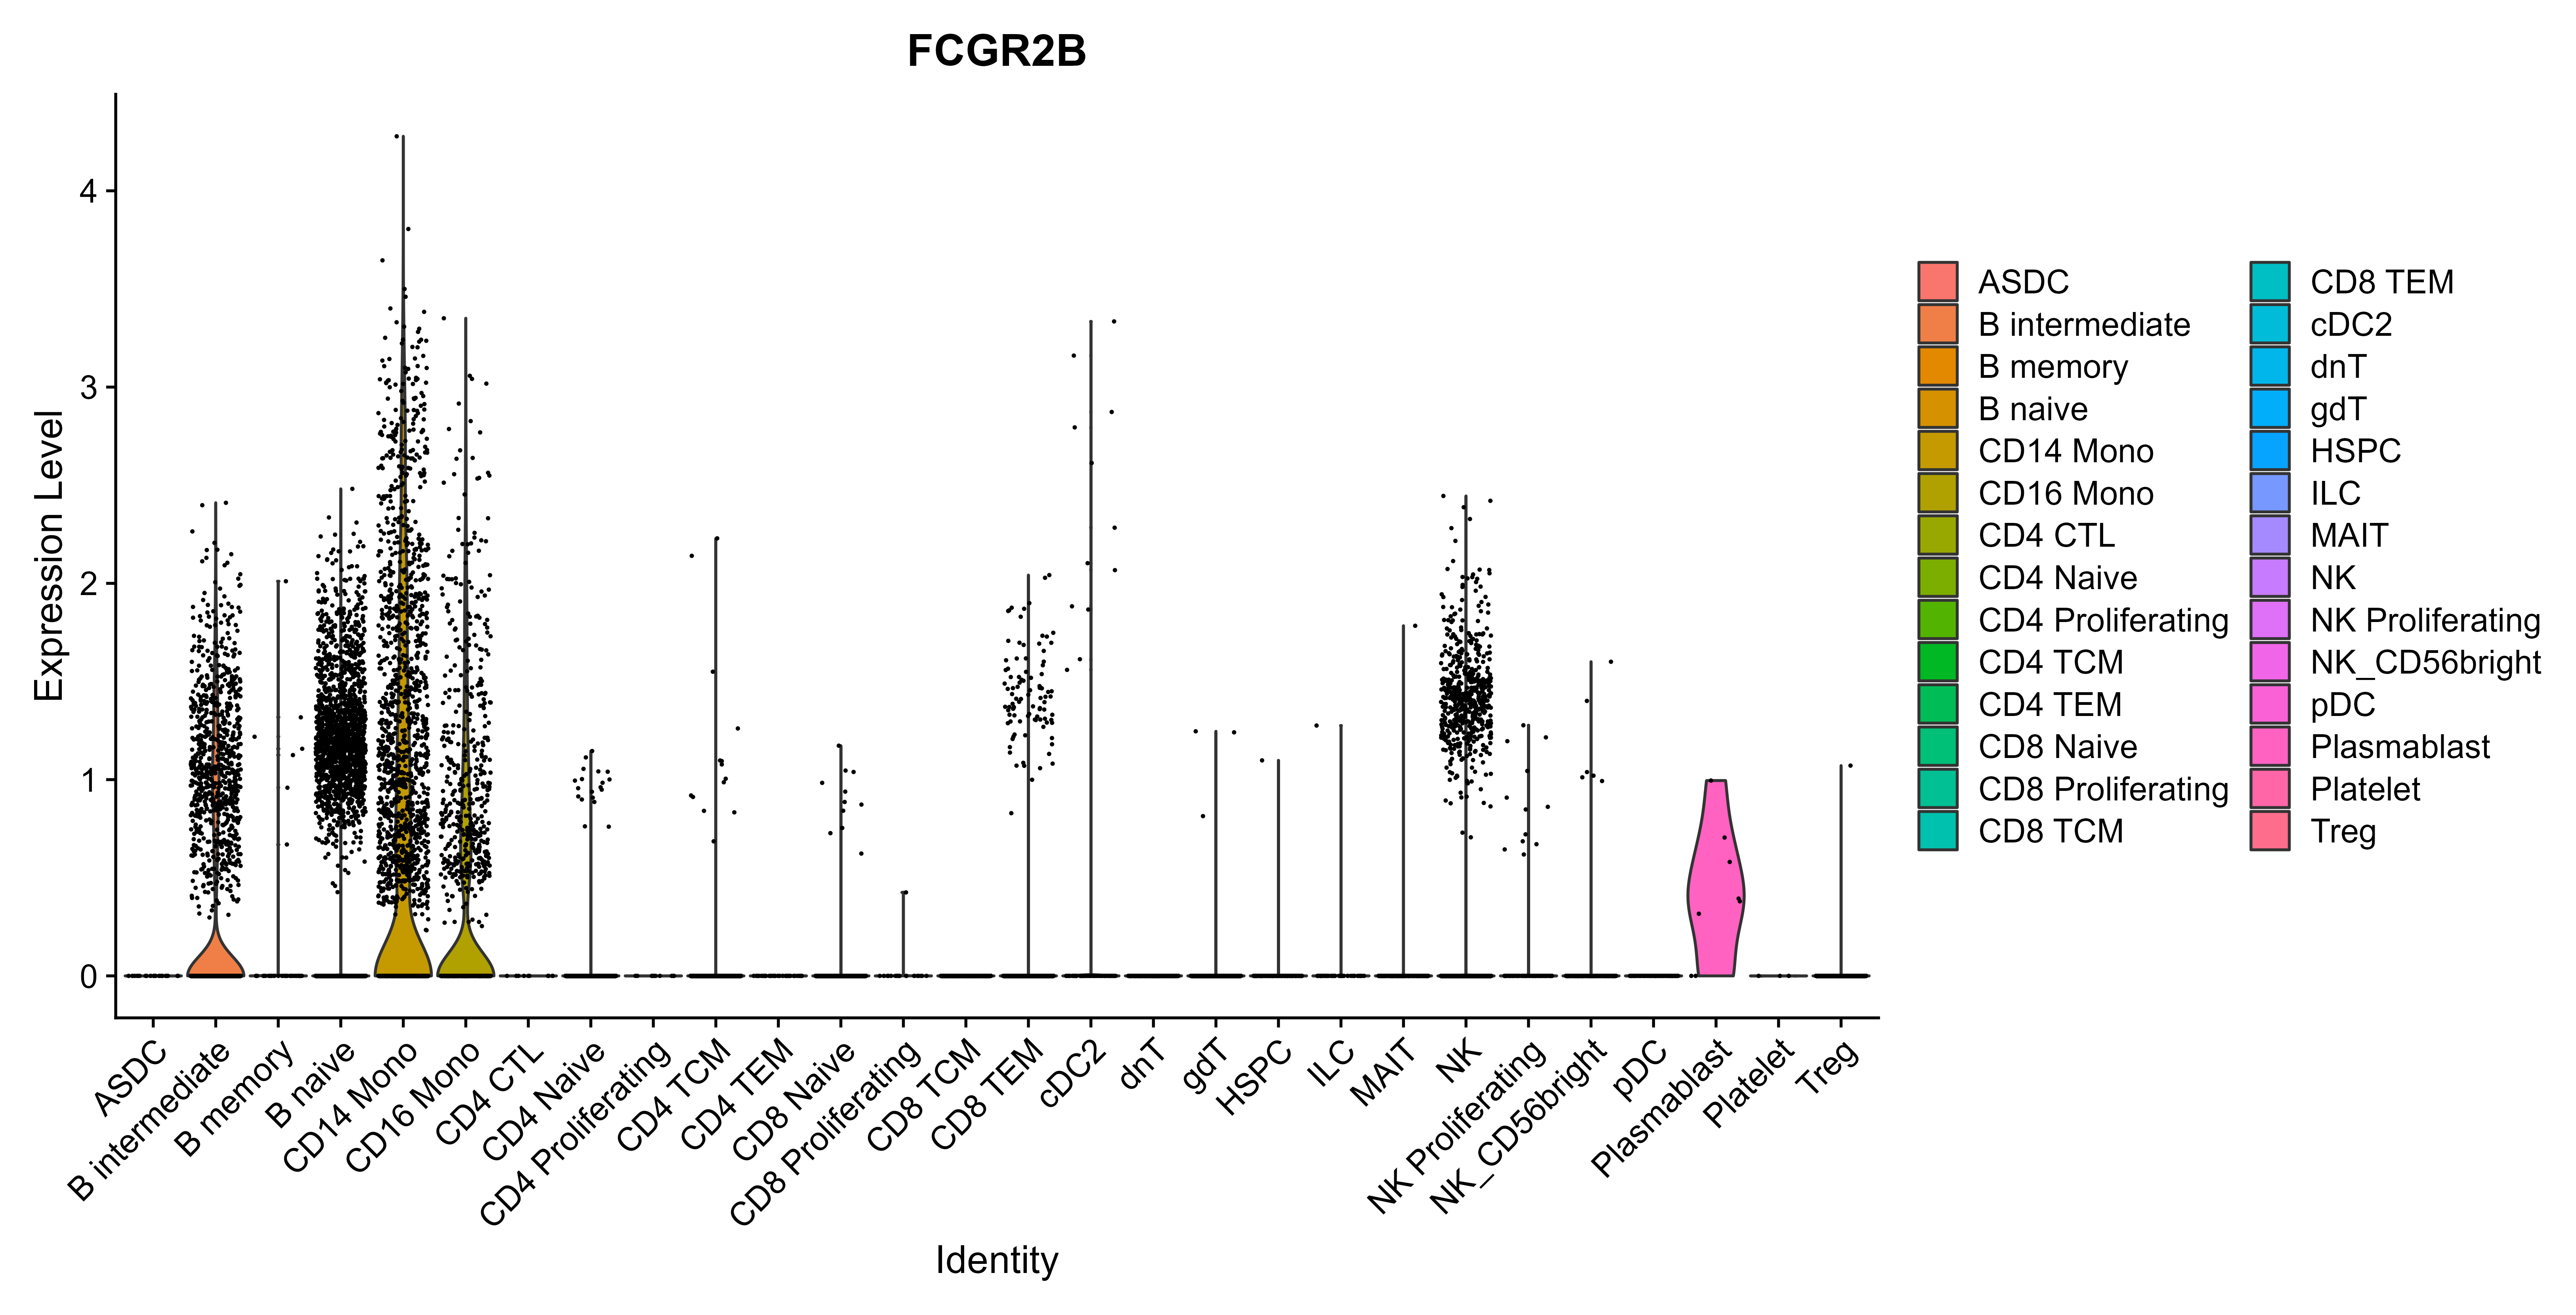 FCGR2B
Expression Level
4
3
2
1
0
ASDC
B intermediate
B memory
B naive
CD14 Mono
CD16 Mono
CD4 CTL
CD4 Naive
CD4 Proliferating
CD4 TCM
CD4 TEM
CD8 Naive
CD8 Proliferating
CD8 TCM
CD8 TEM
cDC2
dnT
gdT
HSPC
ILC
MAIT
NK
NK Proliferating
NK_CD56bright
pDC
Plasmablast
Platelet
Treg
Identity
ASDC
B intermediate
B memory
B naive
CD14 Mono
CD16 Mono
CD4 CTL
CD4 Naive
CD4 Proliferating
CD4 TCM
CD4 TEM
CD8 Naive
CD8 Proliferating
CD8 TCM
CD8 TEM
cDC2
dnT
gdT
HSPC
ILC
MAIT
NK
NK Proliferating
NK_CD56bright
pDC
Plasmablast
Platelet
Treg